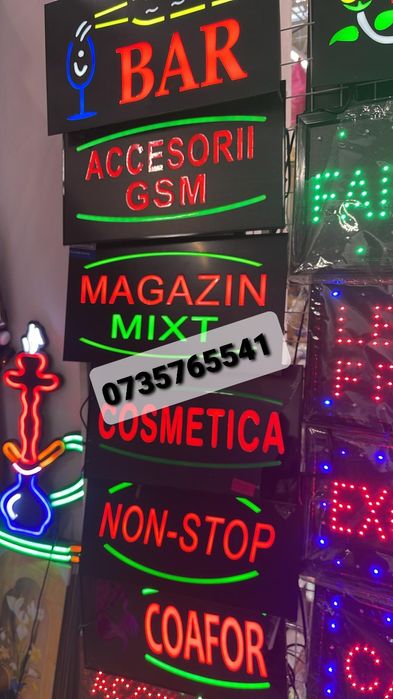 BAR
ACCESORII
GSM
MAGAZIN
MIXT
0735765541
COSMETICA
NON-STOP
COAFOR